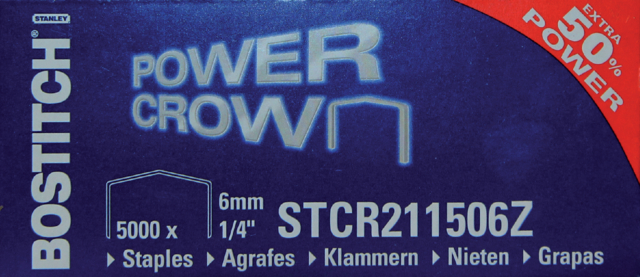 STANLEY
BOSTITCH®
POWER
CROWN
EXTRA
50%
POWER
5000 x
6mm
1/4"
STCR211506Z
Staples Agrafes Klammern Nieten Grapas